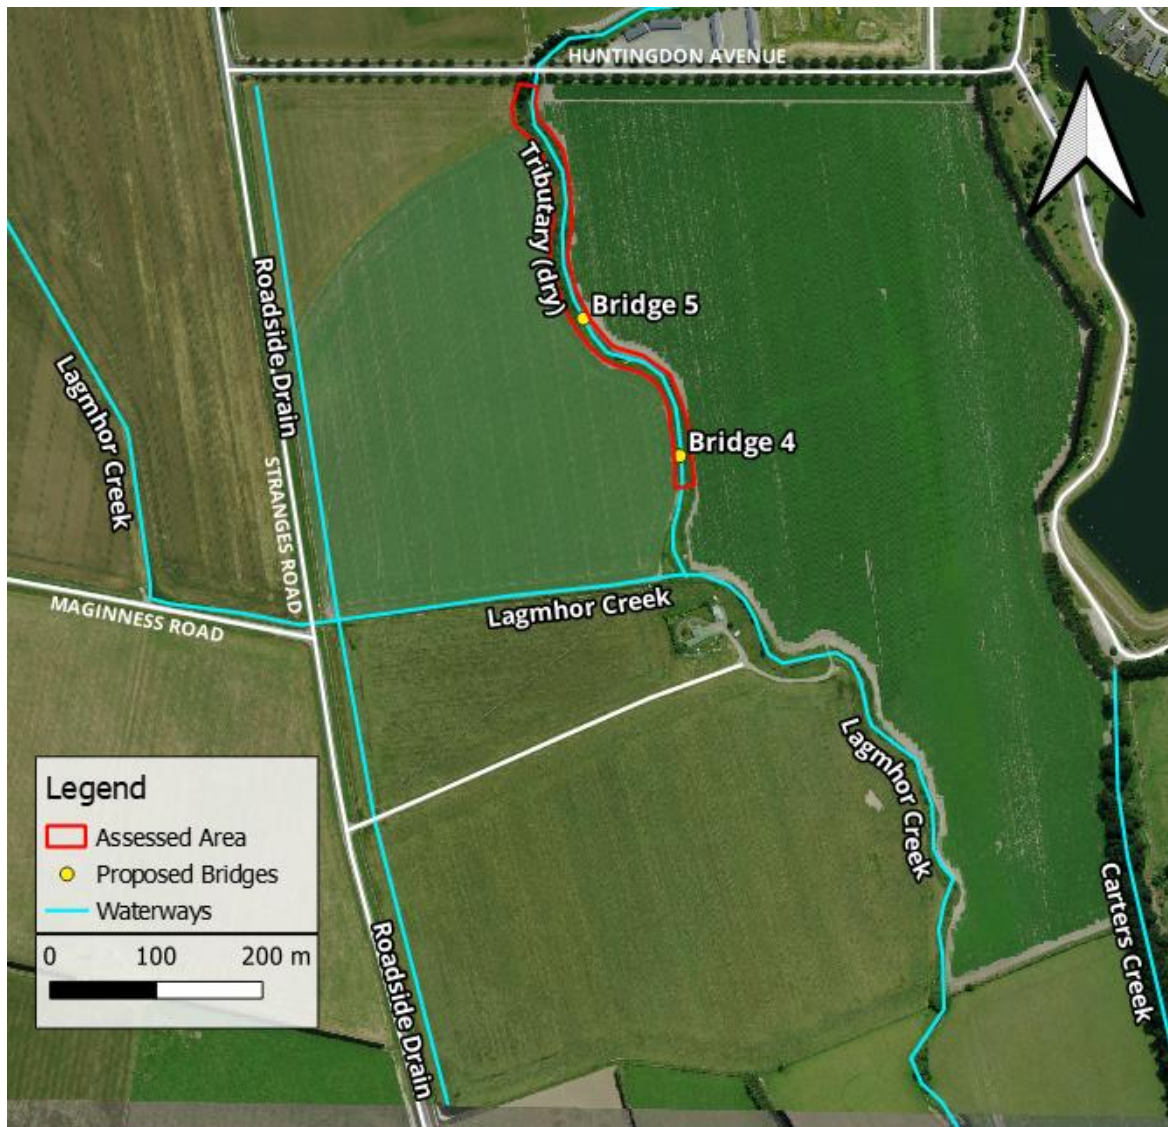 HUNTINGDON AVENUE
Tributary (dry)
Roadside Drain
Bridge 5
Lagmhor Creek
Bridge 4
STRANGES ROAD
MAGINNESS ROAD
Lagmhor Creek
Lagmhor Creek
Carters Creek
Roadside Drain
Legend
Assessed Area
Proposed Bridges
Waterways
0 100 200 m